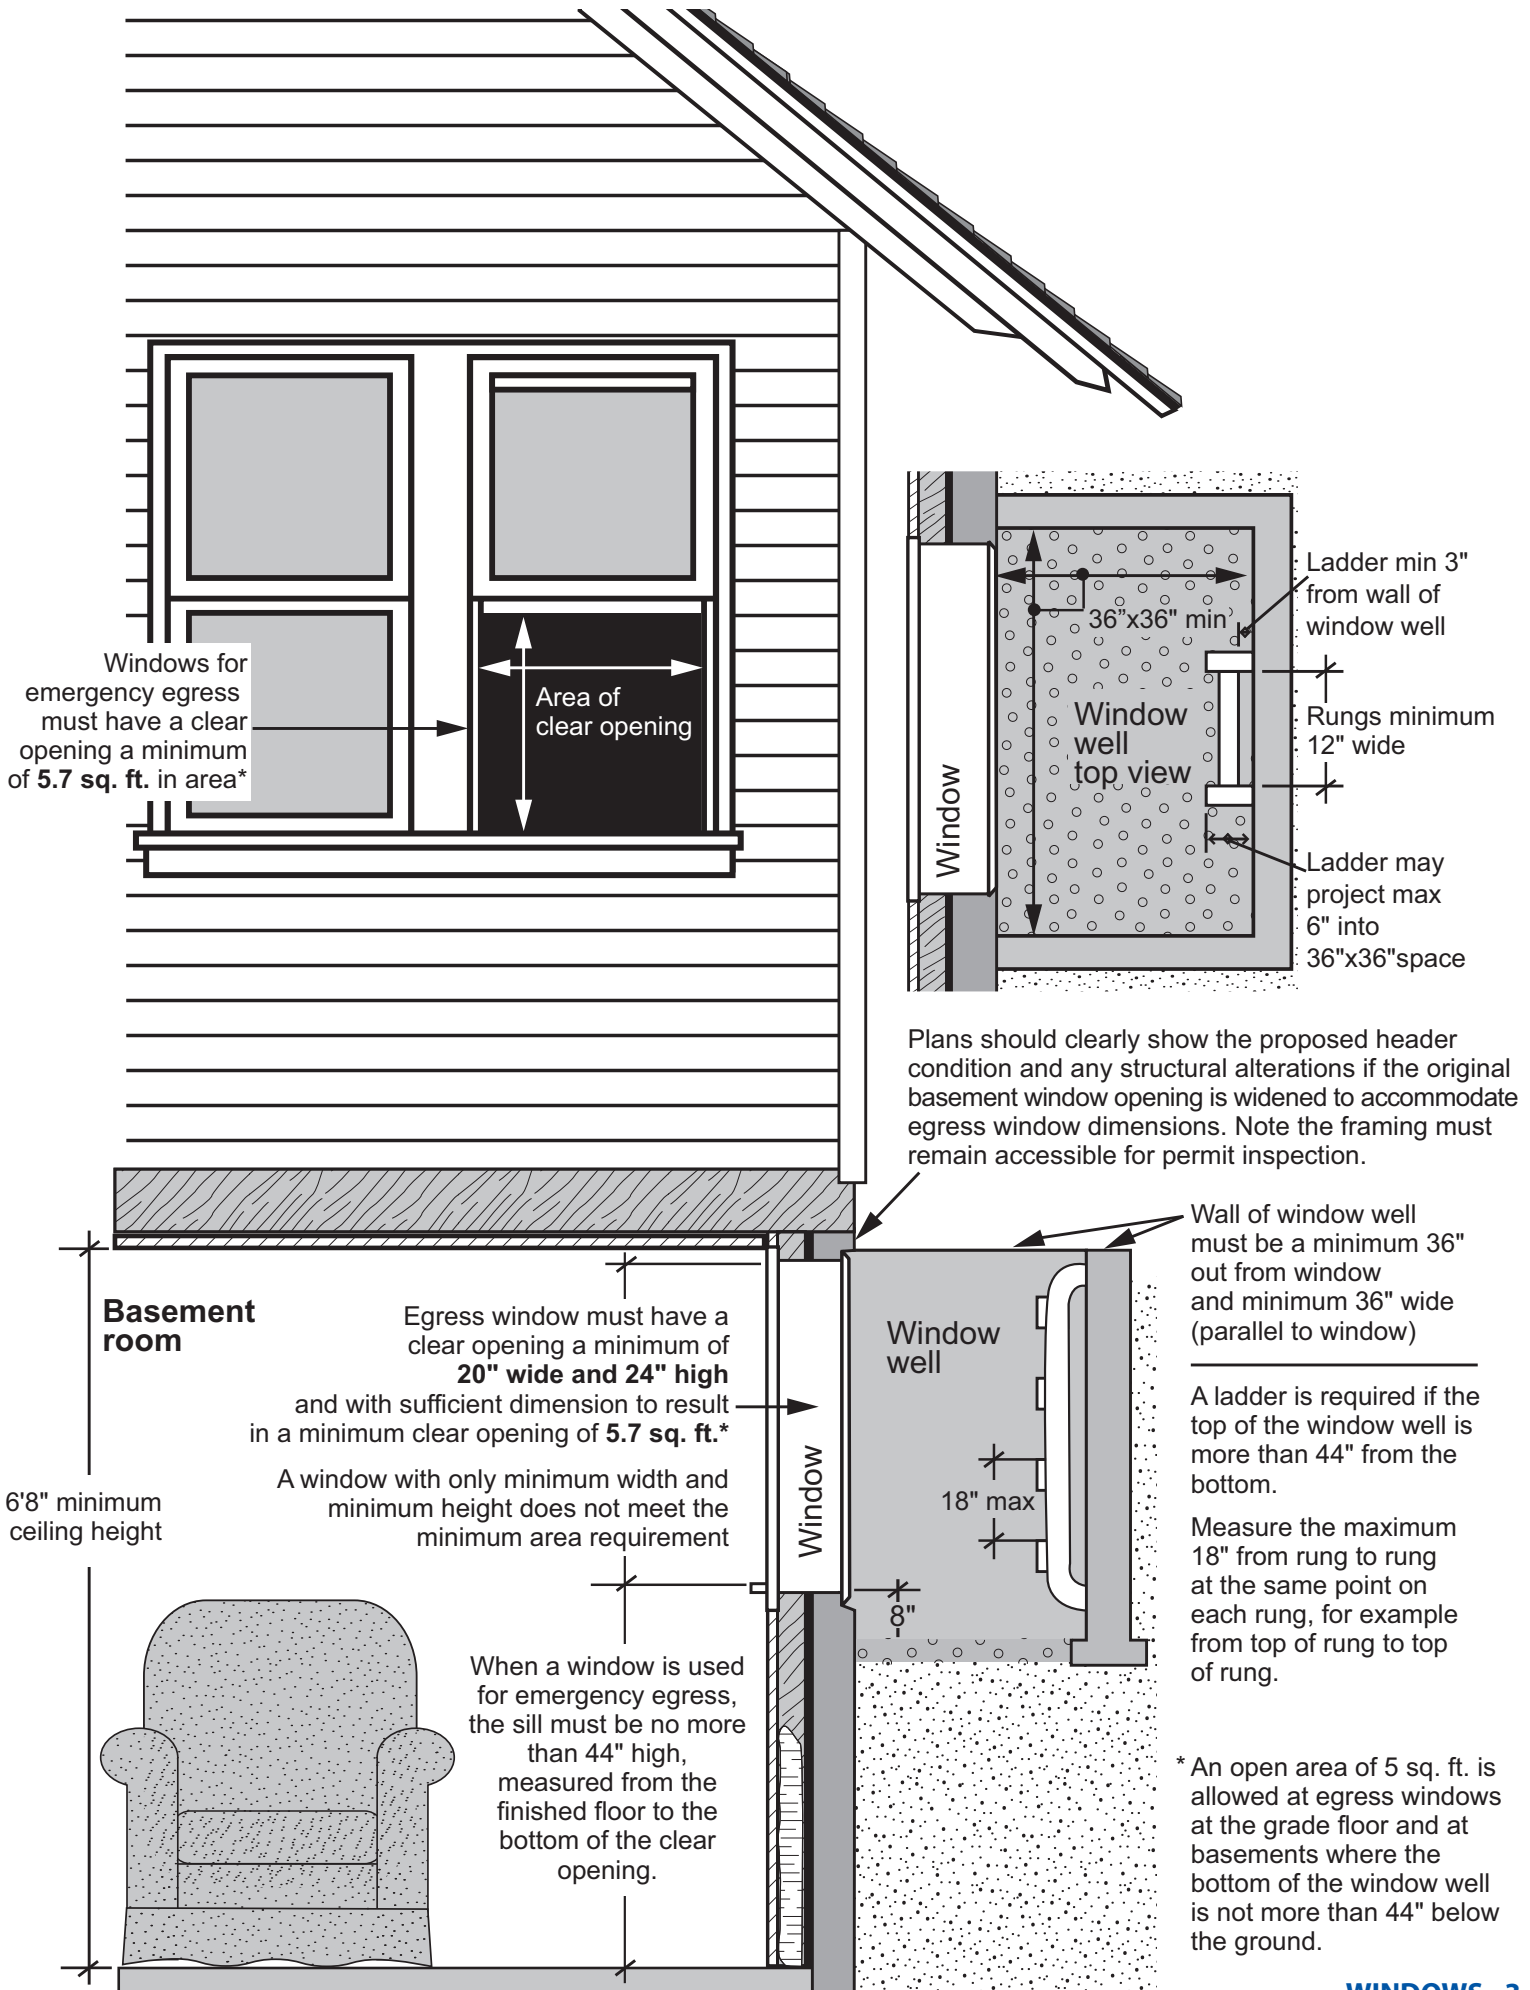 Windows for
emergency egress
must have a clear
opening a minimum
of 5.7 sq. ft. in area*
Area of
clear opening
36”x36" min
Window
well
top view
Window
Ladder min 3"
from wall of
window well
Rungs minimum
12" wide
Ladder may
project max
6" into
36"x36"space
Plans should clearly show the proposed header
condition and any structural alterations if the original
basement window opening is widened to accommodate
egress window dimensions. Note the framing must
remain accessible for permit inspection.
Basement
room
6'8" minimum
ceiling height
Egress window must have a
clear opening a minimum of
20" wide and 24" high
and with sufficient dimension to result
in a minimum clear opening of 5.7 sq. ft.*
A window with only minimum width and
minimum height does not meet the
minimum area requirement
When a window is used
for emergency egress,
the sill must be no more
than 44" high,
measured from the
finished floor to the
bottom of the clear
opening.
Window
Window
well
18" max
8"
Wall of window well
must be a minimum 36"
out from window
and minimum 36" wide
(parallel to window)
A ladder is required if the
top of the window well is
more than 44" from the
bottom.
Measure the maximum
18" from rung to rung
at the same point on
each rung, for example
from top of rung to top
of rung.
* An open area of 5 sq. ft. is
allowed at egress windows
at the grade floor and at
basements where the
bottom of the window well
is not more than 44" below
the ground.
WINDOWS